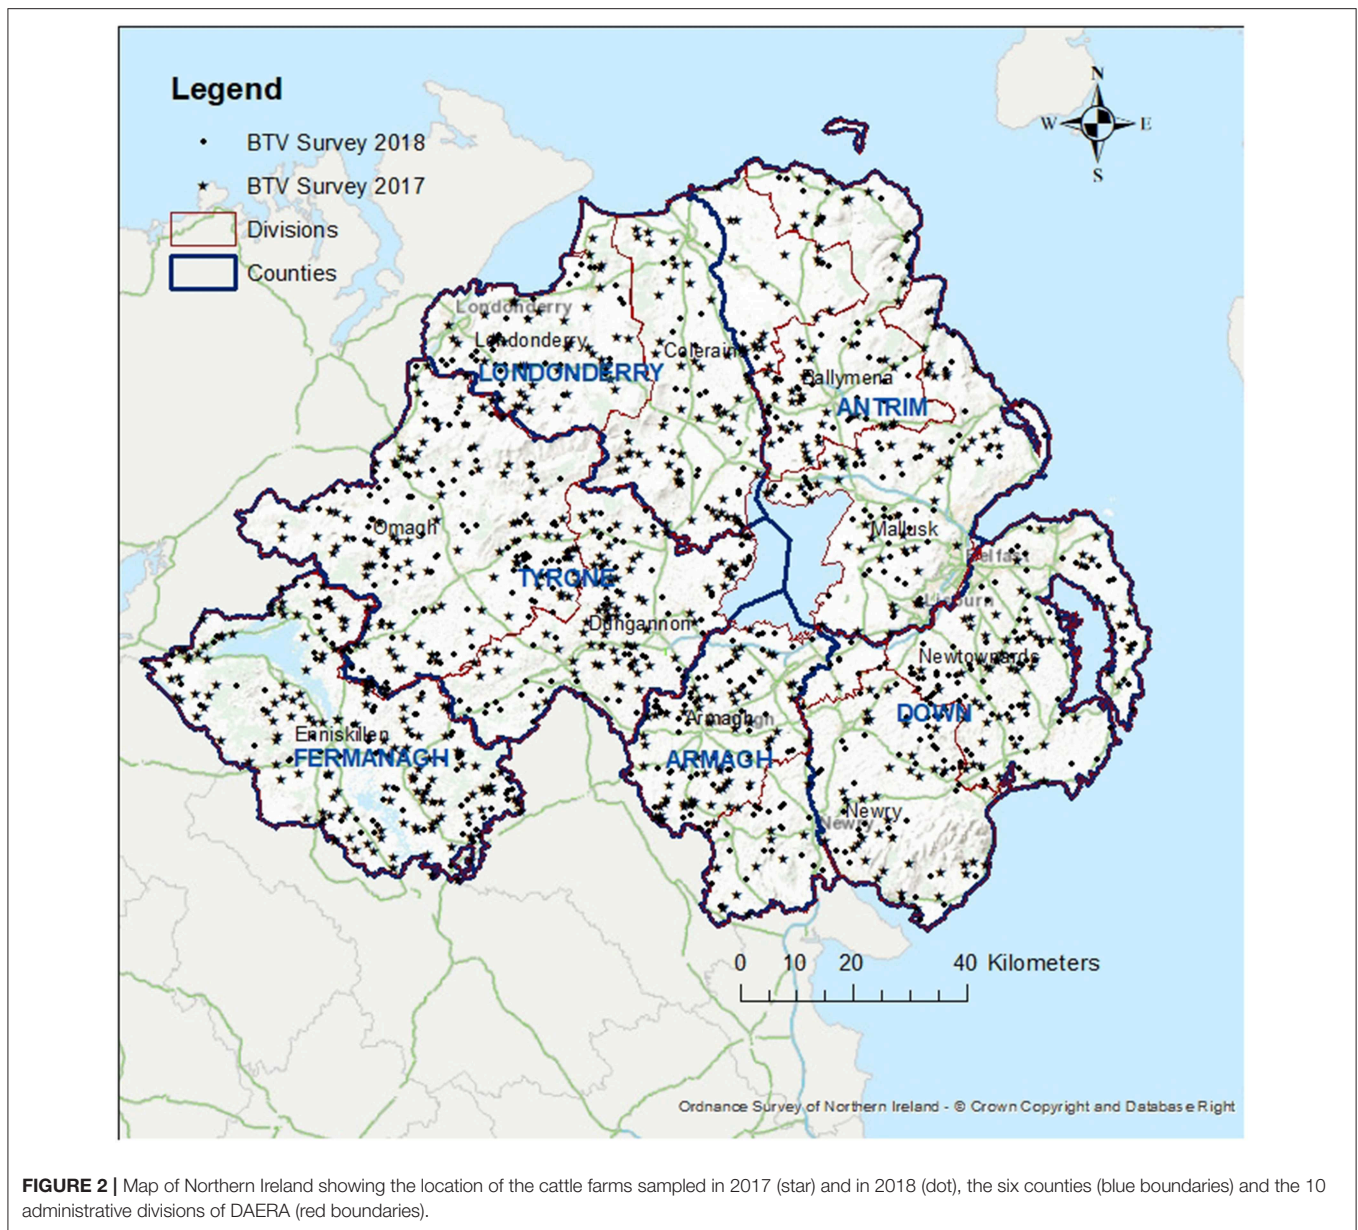 Legend
BTV Survey 2018
BTV Survey 2017
Divisions
Counties
N
W E
S
Londonderry
Londonderry
LONDONDERRY
Coleraine
Ballymena
ANTRIM
Omagh
Mallusk
Belfast
TYRONE
Lisburn
Dungannon
Newtownards
DOWN
Armagh
Enniskillen
FERMANAGH
ARMAGH
Newry
Newry
0 10 20 40 Kilometers
Ordnance Survey of Northern Ireland - © Crown Copyright and Database Right
FIGURE 2 | Map of Northern Ireland showing the location of the cattle farms sampled in 2017 (star) and in 2018 (dot), the six counties (blue boundaries) and the 10
administrative divisions of DAERA (red boundaries).